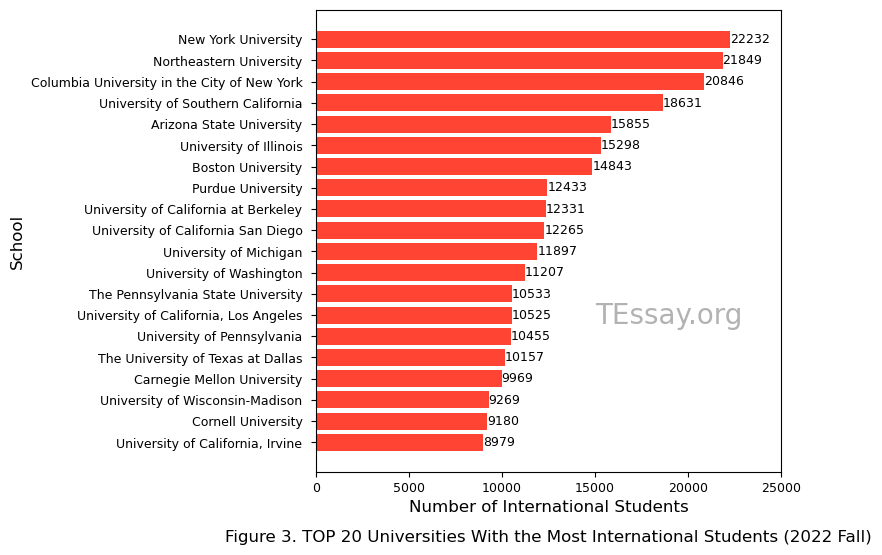 New York University 22232
Northeastern University 21849
Columbia University in the City of New York 20846
University of Southern California 18631
Arizona State University 15855
University of Illinois 15298
Boston University 14843
Purdue University 12433
University of California at Berkeley 12331
University of California San Diego 12265
University of Michigan 11897
University of Washington 11207
The Pennsylvania State University 10533
University of California, Los Angeles 10525
University of Pennsylvania 10455
The University of Texas at Dallas 10157
Carnegie Mellon University 9969
University of Wisconsin-Madison 9269
Cornell University 9180
University of California, Irvine 8979
School
TEssay.org
0 5000 10000 15000 20000 25000
Number of International Students
Figure 3. TOP 20 Universities With the Most International Students (2022 Fall)